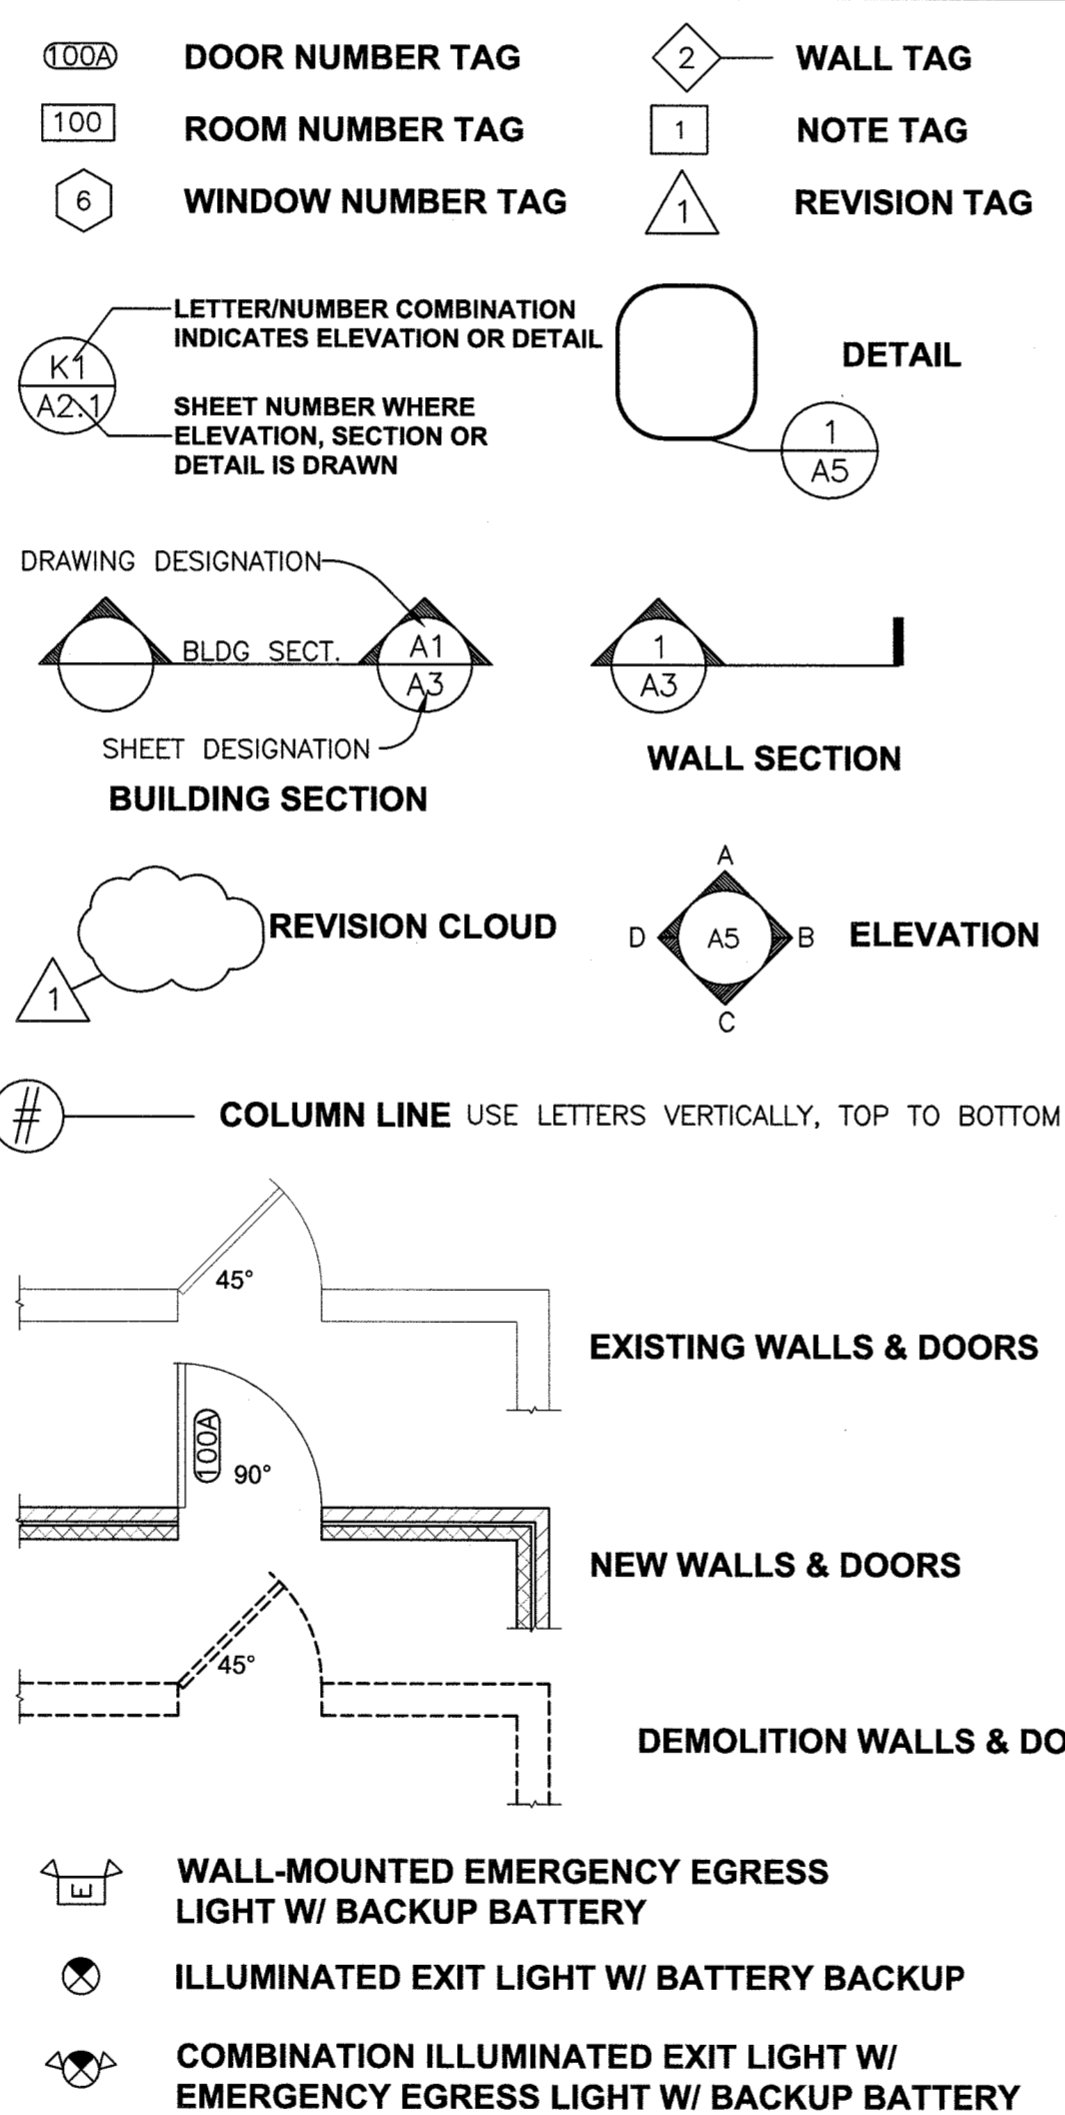 100A DOOR NUMBER TAG
2 WALL TAG
100 ROOM NUMBER TAG
1 NOTE TAG
6 WINDOW NUMBER TAG
1 REVISION TAG
LETTER/NUMBER COMBINATION
INDICATES ELEVATION OR DETAIL
K1
A2.1
SHEET NUMBER WHERE
ELEVATION, SECTION OR
DETAIL IS DRAWN
DETAIL
1
A5
DRAWING DESIGNATION
BLDG SECT.
A1
A3
SHEET DESIGNATION
BUILDING SECTION
1
A3
WALL SECTION
REVISION CLOUD
1
A
D A5 B ELEVATION
C
# COLUMN LINE USE LETTERS VERTICALLY, TOP TO BOTTOM
45°
EXISTING WALLS & DOORS
100A
90°
NEW WALLS & DOORS
45°
DEMOLITION WALLS & DO
E WALL-MOUNTED EMERGENCY EGRESS
LIGHT W/ BACKUP BATTERY
ILLUMINATED EXIT LIGHT W/ BATTERY BACKUP
COMBINATION ILLUMINATED EXIT LIGHT W/
EMERGENCY EGRESS LIGHT W/ BACKUP BATTERY